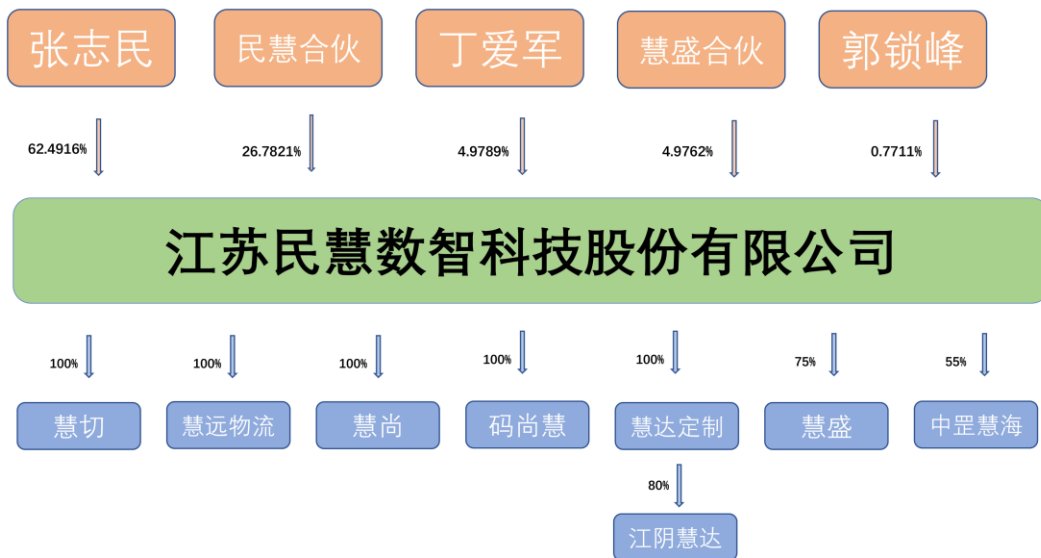 张志民
民慧合伙
丁爱军
慧盛合伙
郭锁峰
62.4916%
26.7821%
4.9789%
4.9762%
0.7711%
江苏民慧数智科技股份有限公司
100%
100%
100%
100%
100%
75%
55%
慧切
慧远物流
慧尚
码尚慧
慧达定制
慧盛
中罡慧海
80%
江阴慧达